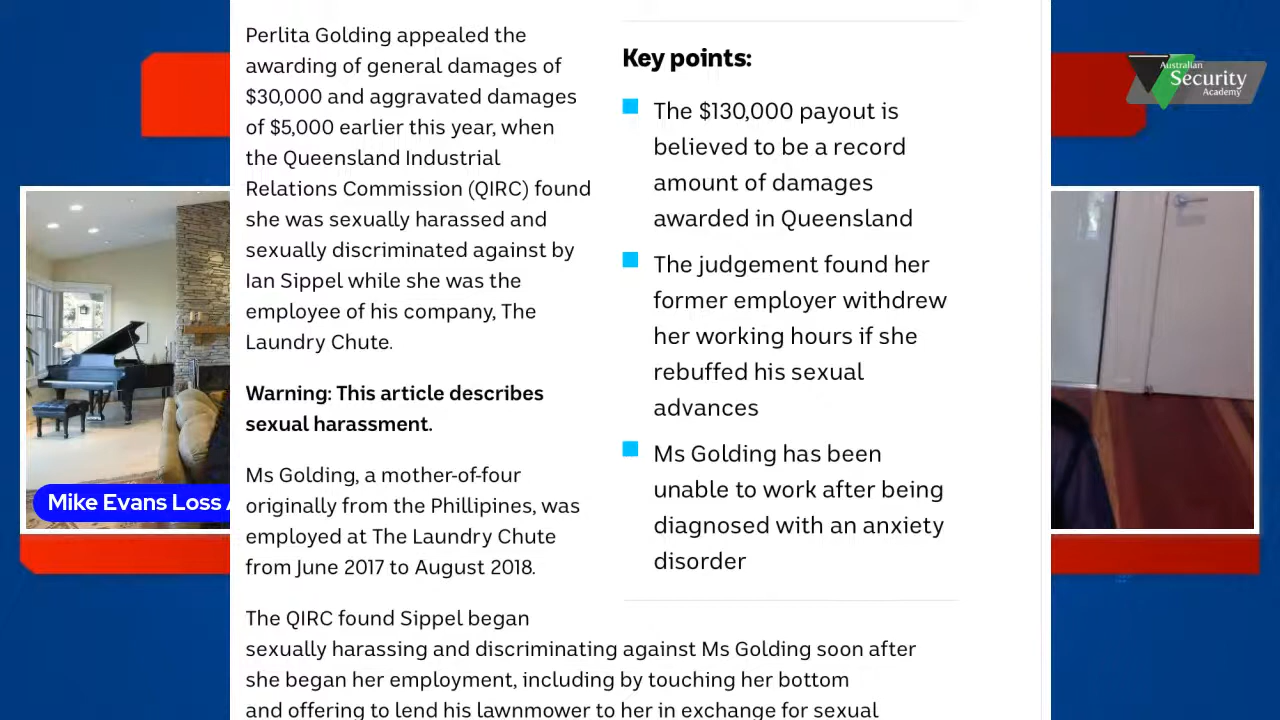 Perlita Golding appealed the
awarding of general damages of
$30,000 and aggravated damages
of $5,000 earlier this year, when
the Queensland Industrial
Relations Commission (QIRC) found
she was sexually harassed and
sexually discriminated against by
Ian Sippel while she was the
employee of his company, The
Laundry Chute.
Warning: This article describes
sexual harassment.
Ms Golding, a mother-of-four
originally from the Phillipines, was
employed at The Laundry Chute
from June 2017 to August 2018.
The QIRC found Sippel began
sexually harassing and discriminating against Ms Golding soon after
she began her employment, including by touching her bottom
and offering to lend his lawnmower to her in exchange for sexual
Key points:
The $130,000 payout is
believed to be a record
amount of damages
awarded in Queensland
The judgement found her
former employer withdrew
her working hours if she
rebuffed his sexual
advances
Ms Golding has been
unable to work after being
diagnosed with an anxiety
disorder
Mike Evans Loss
Australian
Security
Academy